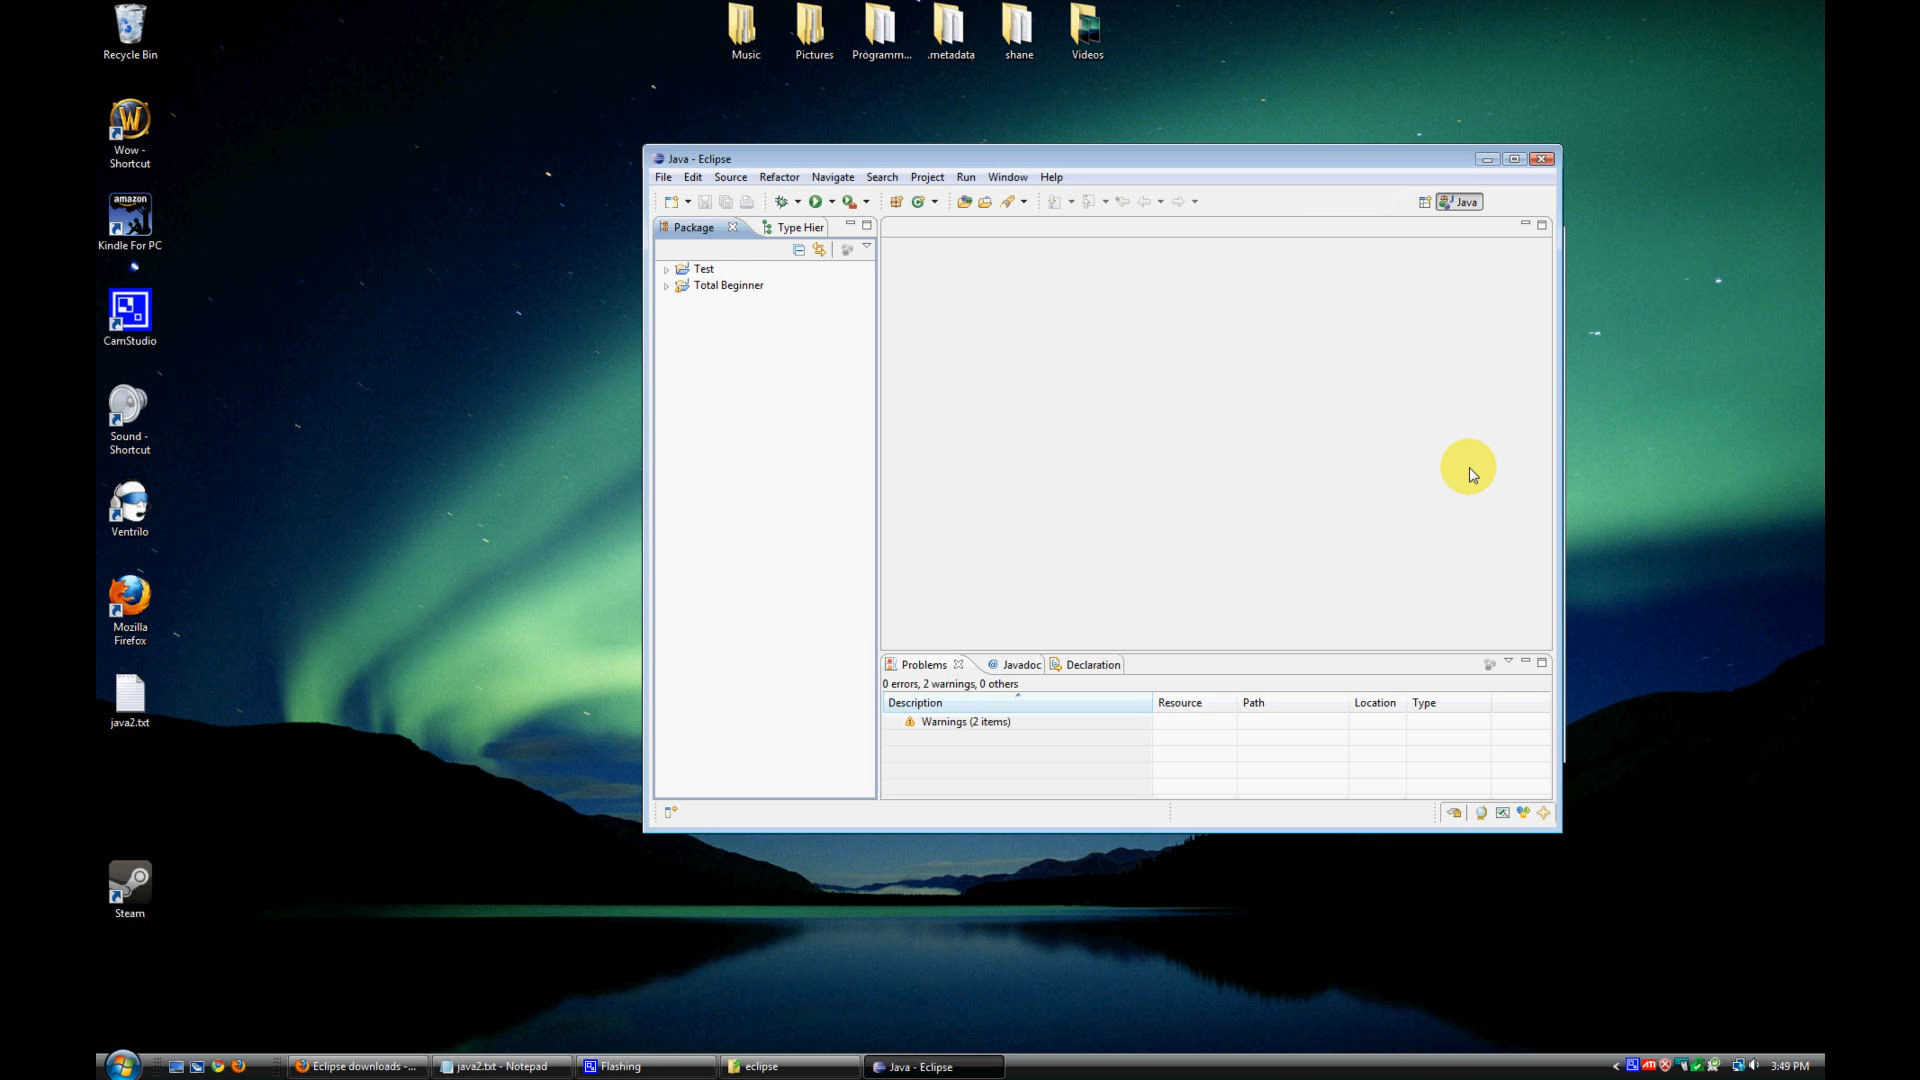 Recycle Bin
Music
Pictures
Programm...
.metadata
shane
Videos
Wow -
Shortcut
amazon
Kindle For PC
CamStudio
Sound -
Shortcut
Ventrilo
Mozilla
Firefox
java2.txt
Steam
Java - Eclipse
File Edit Source Refactor Navigate Search Project Run Window Help
Java
Package
Type Hier
Test
Total Beginner
Problems
@ Javadoc
Declaration
0 errors, 2 warnings, 0 others
Description Resource Path Location Type
Warnings (2 items)
Eclipse downloads -...
java2.txt - Notepad
Flashing
eclipse
Java - Eclipse
ATI
3:49 PM